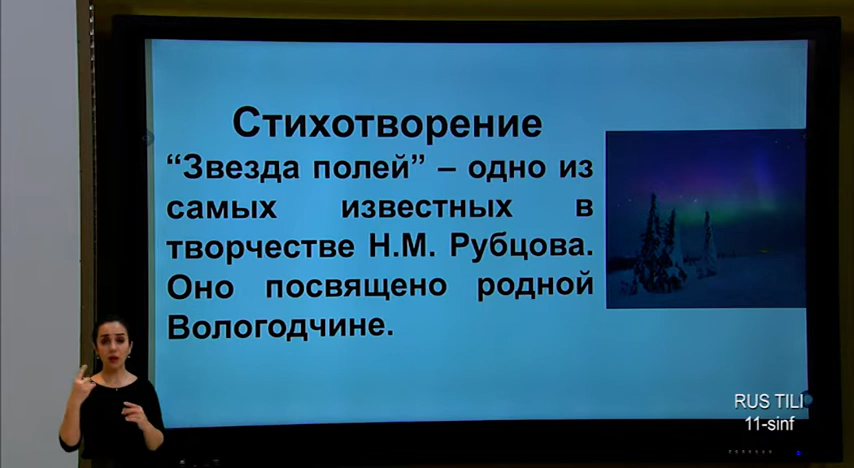 Стихотворение
“Звезда полей” – одно из
самых известных в
творчестве Н.М. Рубцова.
Оно посвящено родной
Вологодчине.
RUS TILI
11-sinf